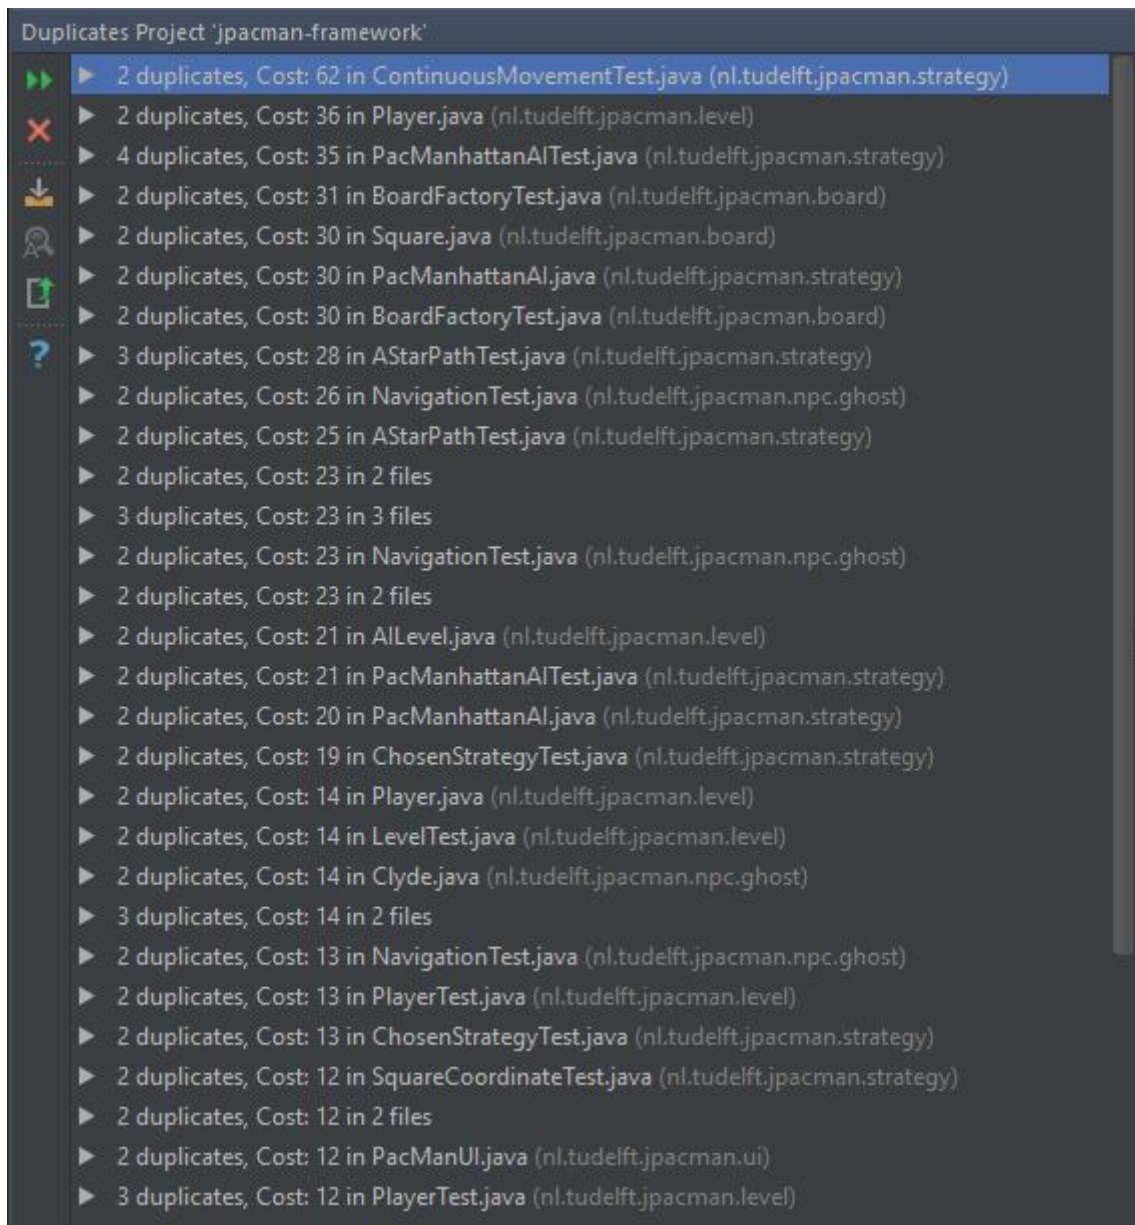 Duplicates Project 'jpacman-framework'
2 duplicates, Cost: 62 in ContinuousMovementTest.java (nl.tudelft.jpacman.strategy)
2 duplicates, Cost: 36 in Player.java (nl.tudelft.jpacman.level)
4 duplicates, Cost: 35 in PacManhattanAITest.java (nl.tudelft.jpacman.strategy)
2 duplicates, Cost: 31 in BoardFactoryTest.java (nl.tudelft.jpacman.board)
2 duplicates, Cost: 30 in Square.java (nl.tudelft.jpacman.board)
2 duplicates, Cost: 30 in PacManhattanAI.java (nl.tudelft.jpacman.strategy)
2 duplicates, Cost: 30 in BoardFactoryTest.java (nl.tudelft.jpacman.board)
3 duplicates, Cost: 28 in AStarPathTest.java (nl.tudelft.jpacman.strategy)
2 duplicates, Cost: 26 in NavigationTest.java (nl.tudelft.jpacman.npc.ghost)
2 duplicates, Cost: 25 in AStarPathTest.java (nl.tudelft.jpacman.strategy)
2 duplicates, Cost: 23 in 2 files
3 duplicates, Cost: 23 in 3 files
2 duplicates, Cost: 23 in NavigationTest.java (nl.tudelft.jpacman.npc.ghost)
2 duplicates, Cost: 23 in 2 files
2 duplicates, Cost: 21 in AILevel.java (nl.tudelft.jpacman.level)
2 duplicates, Cost: 21 in PacManhattanAITest.java (nl.tudelft.jpacman.strategy)
2 duplicates, Cost: 20 in PacManhattanAI.java (nl.tudelft.jpacman.strategy)
2 duplicates, Cost: 19 in ChosenStrategyTest.java (nl.tudelft.jpacman.strategy)
2 duplicates, Cost: 14 in Player.java (nl.tudelft.jpacman.level)
2 duplicates, Cost: 14 in LevelTest.java (nl.tudelft.jpacman.level)
2 duplicates, Cost: 14 in Clyde.java (nl.tudelft.jpacman.npc.ghost)
3 duplicates, Cost: 14 in 2 files
2 duplicates, Cost: 13 in NavigationTest.java (nl.tudelft.jpacman.npc.ghost)
2 duplicates, Cost: 13 in PlayerTest.java (nl.tudelft.jpacman.level)
2 duplicates, Cost: 13 in ChosenStrategyTest.java (nl.tudelft.jpacman.strategy)
2 duplicates, Cost: 12 in SquareCoordinateTest.java (nl.tudelft.jpacman.strategy)
2 duplicates, Cost: 12 in 2 files
2 duplicates, Cost: 12 in PacManUI.java (nl.tudelft.jpacman.ui)
3 duplicates, Cost: 12 in PlayerTest.java (nl.tudelft.jpacman.level)